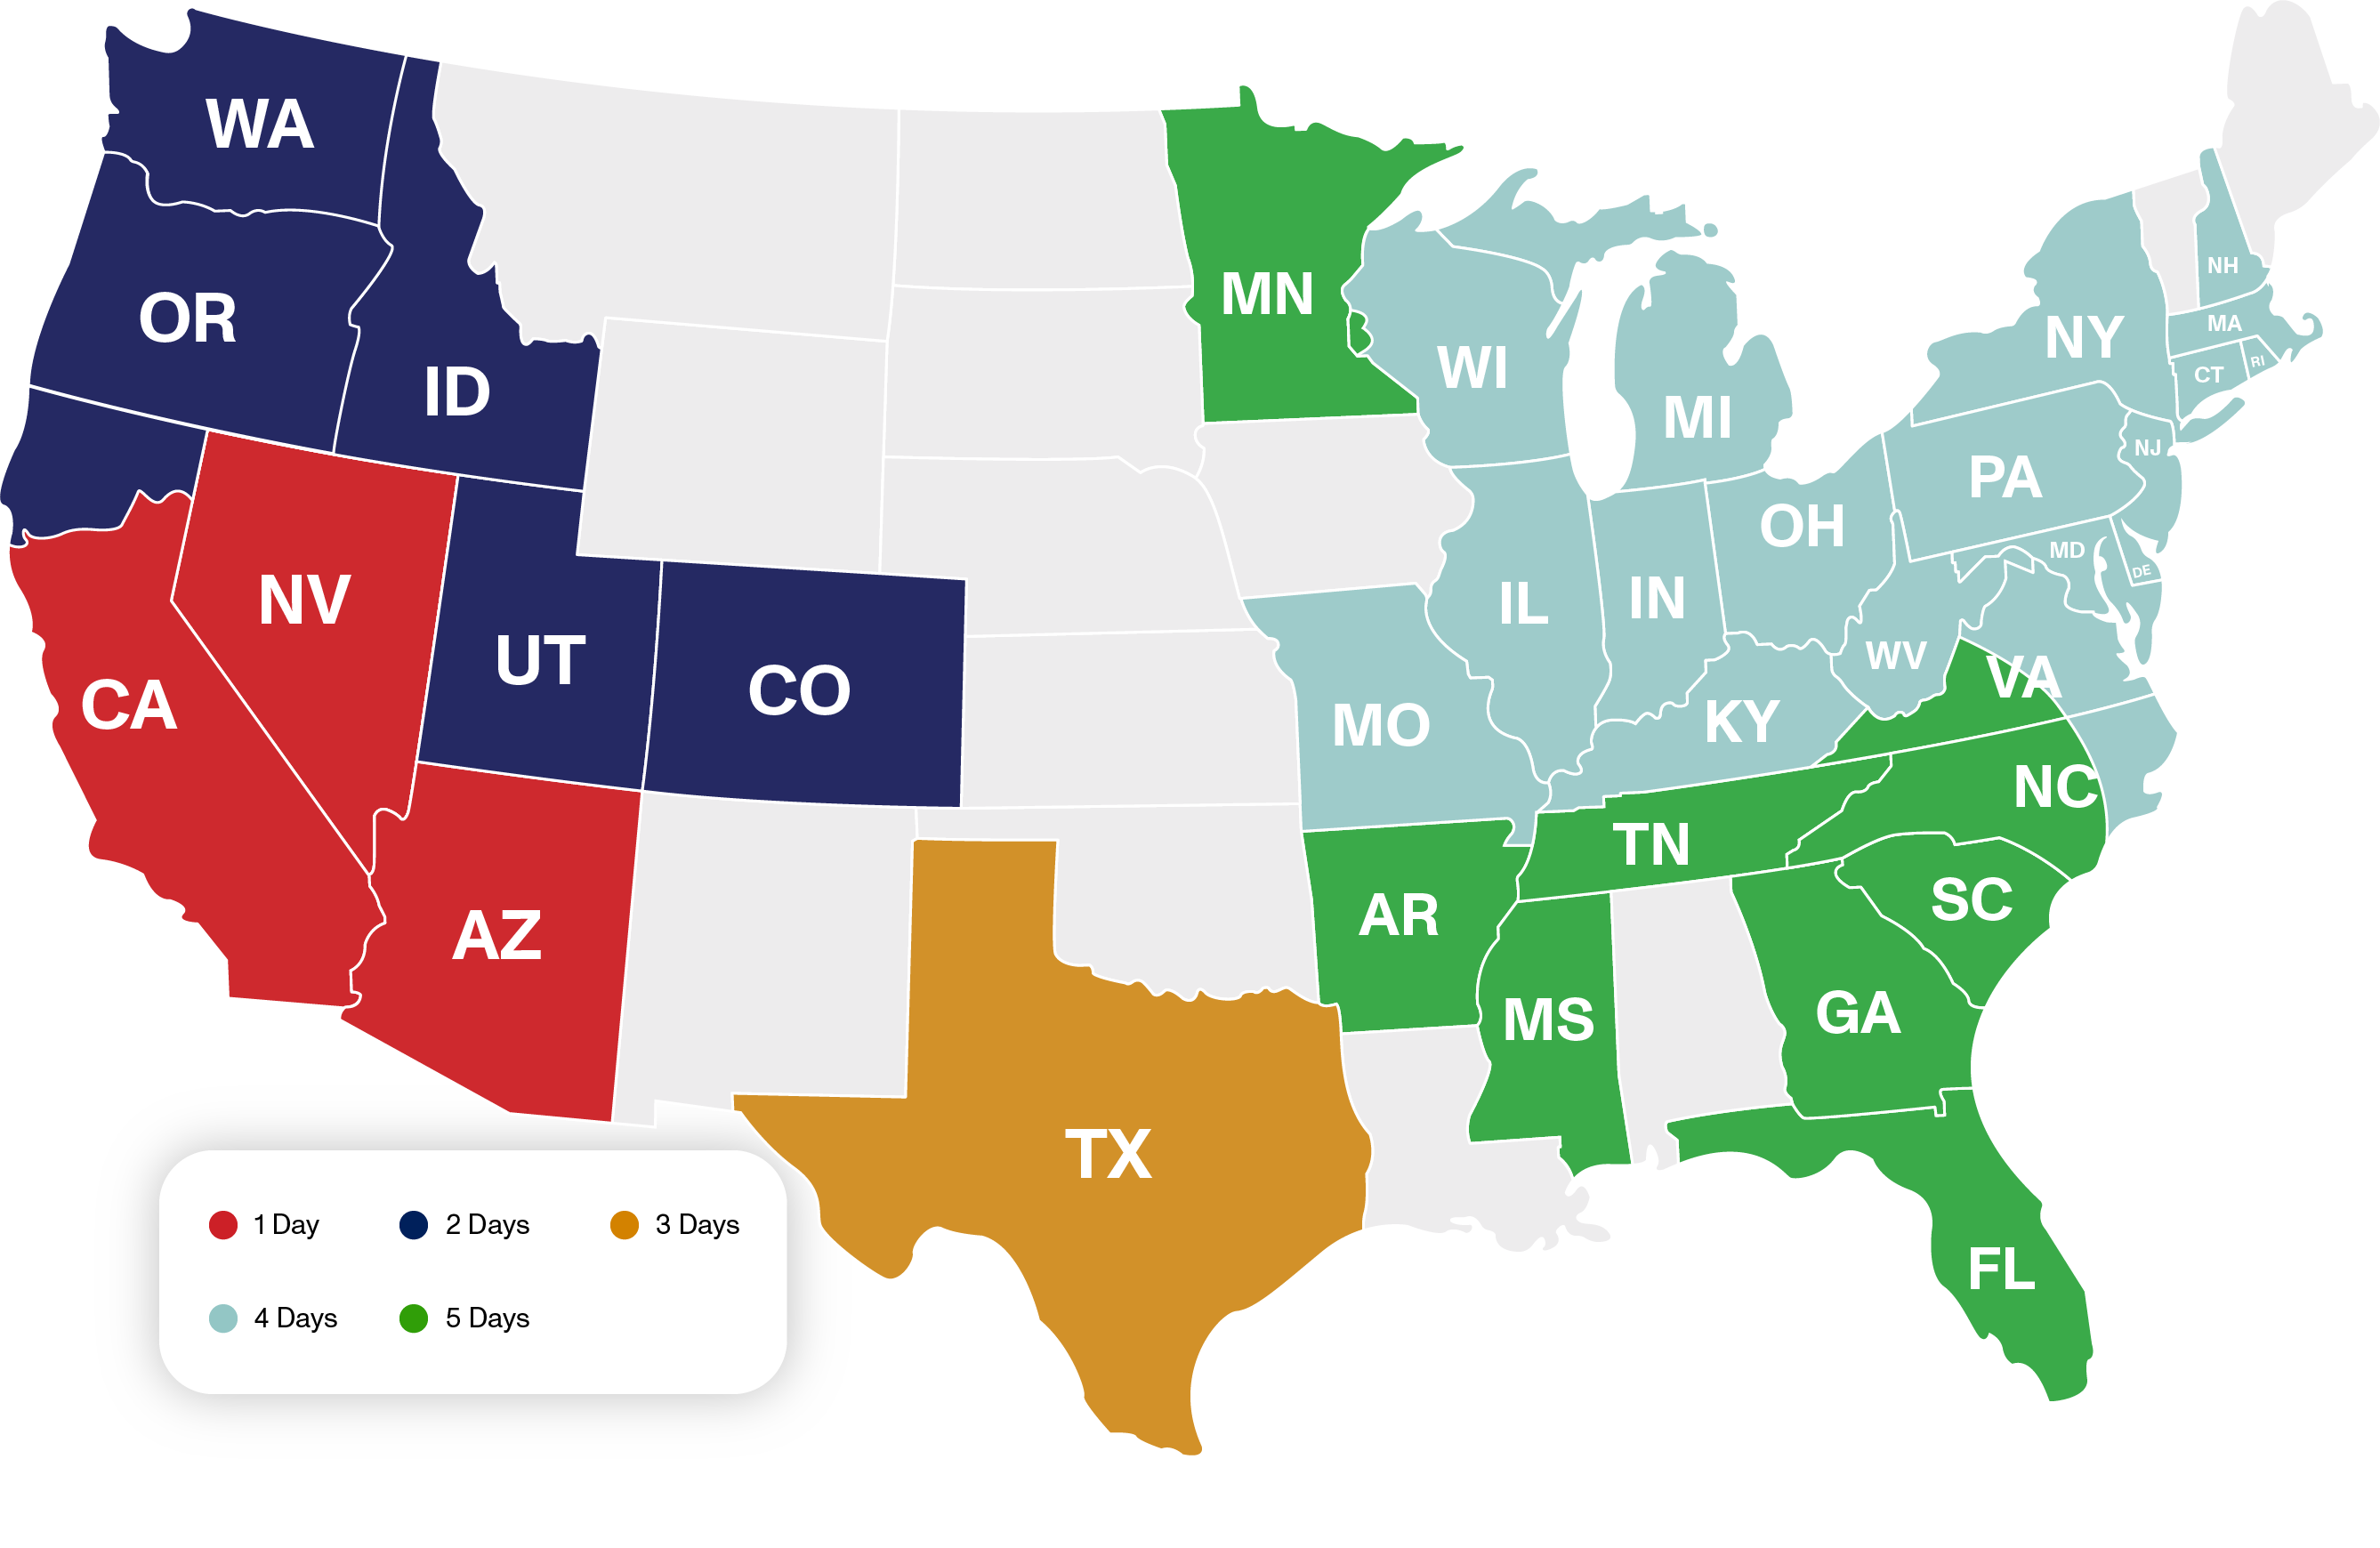 WA
OR
ID
MN
NH
MA
NY
RI
CT
WI
MI
NJ
PA
OH
MD
DE
NV
IL
IN
UT
WV
VA
CO
CA
MO
KY
NC
TN
SC
AR
AZ
GA
MS
TX
FL
1 Day
2 Days
3 Days
4 Days
5 Days